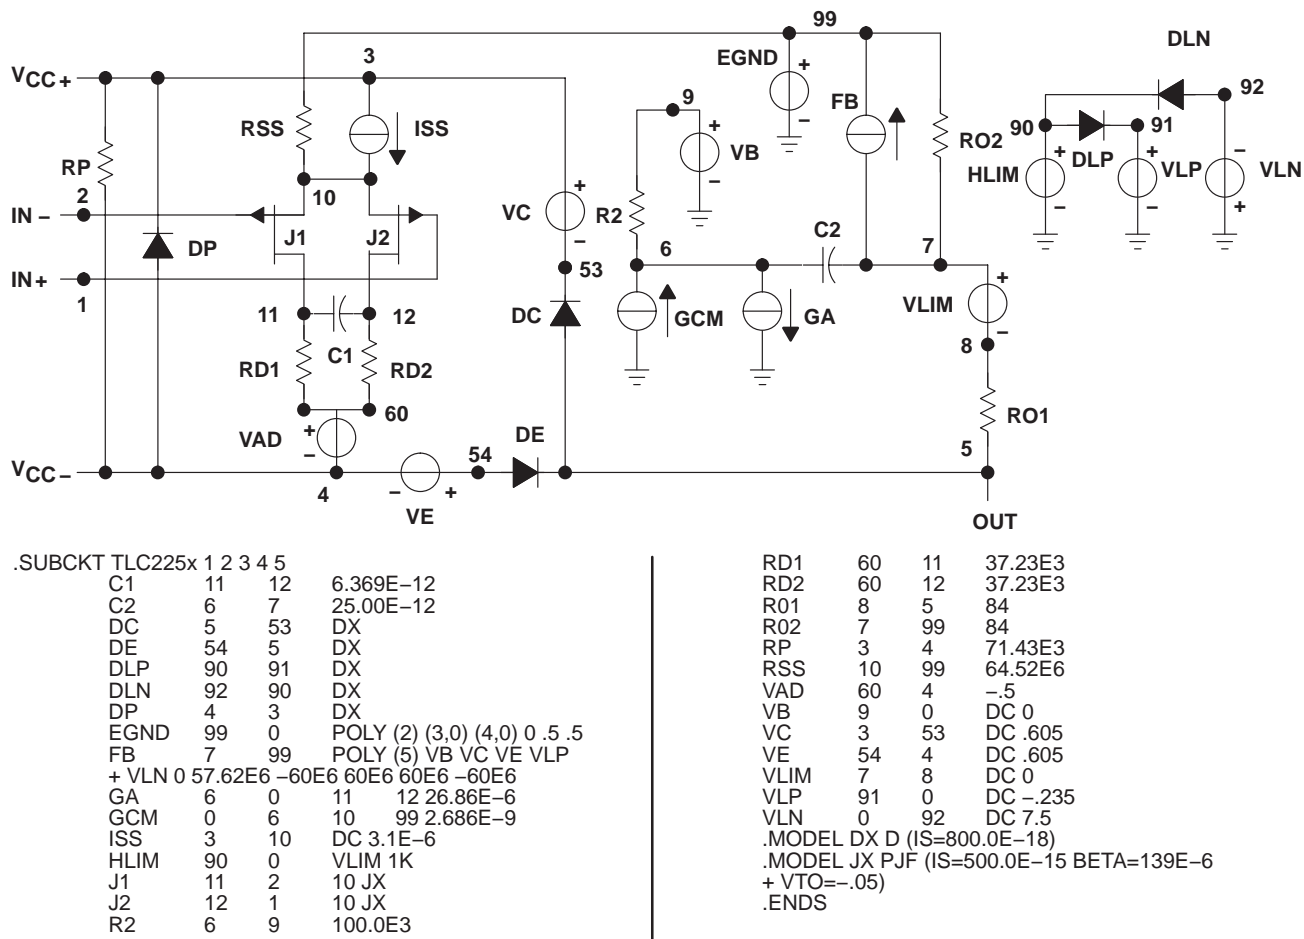 99
DLN
3
VCC+
EGND
+
−
92
9
FB
RSS
ISS
+
−
VB
RO2
90
91
RP
DLP
HLIM
+
−
+
−
VLP
−
+
VLN
2
10
IN −
VC
+
−
R2
C2
J1
J2
DP
6
7
IN+
1
53
11
12
DC
GCM
GA
VLIM
+
−
8
C1
RD1
RD2
60
RO1
VAD
+
−
DE
54
5
VCC−
4
−
+
VE
OUT
.SUBCKT TLC225x 1 2 3 4 5
C1 11 12 6.369E−12
C2 6 7 25.00E−12
DC 5 53 DX
DE 54 5 DX
DLP 90 91 DX
DLN 92 90 DX
DP 4 3 DX
EGND 99 0 POLY (2) (3,0) (4,0) 0 .5 .5
FB 7 99 POLY (5) VB VC VE VLP
+ VLN 0 57.62E6 −60E6 60E6 60E6 −60E6
GA 6 0 11 12 26.86E−6
GCM 0 6 10 99 2.686E−9
ISS 3 10 DC 3.1E−6
HLIM 90 0 VLIM 1K
J1 11 2 10 JX
J2 12 1 10 JX
R2 6 9 100.0E3
RD1 60 11 37.23E3
RD2 60 12 37.23E3
R01 8 5 84
R02 7 99 84
RP 3 4 71.43E3
RSS 10 99 64.52E6
VAD 60 4 −.5
VB 9 0 DC 0
VC 3 53 DC .605
VE 54 4 DC .605
VLIM 7 8 DC 0
VLP 91 0 DC −.235
VLN 0 92 DC 7.5
.MODEL DX D (IS=800.0E−18)
.MODEL JX PJF (IS=500.0E−15 BETA=139E−6
+ VTO=−.05)
.ENDS